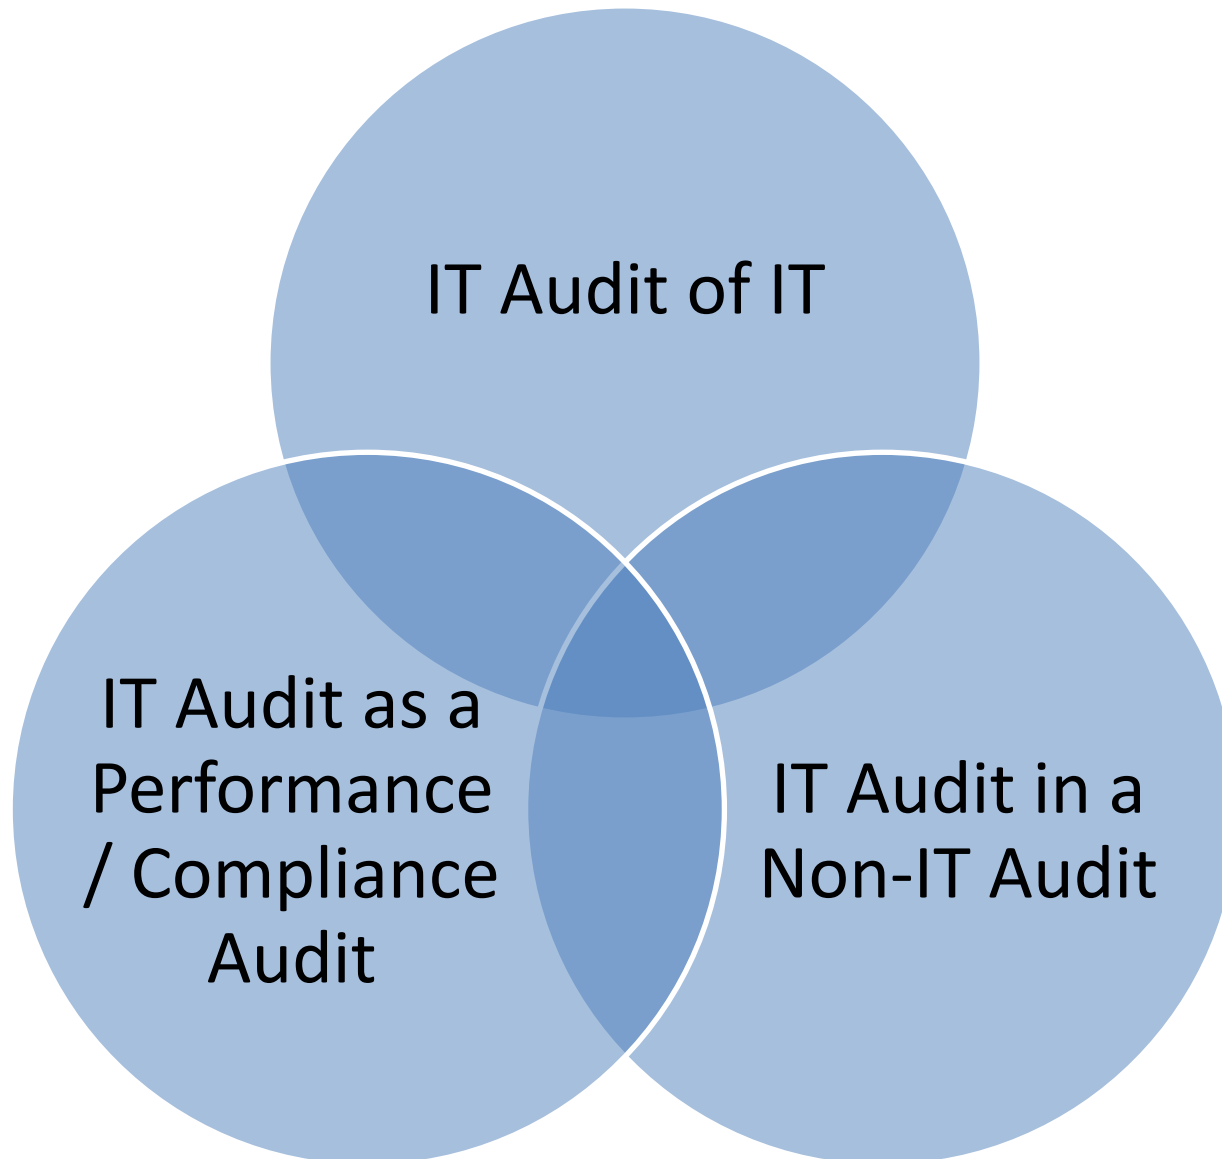 IT Audit of IT
IT Audit as a
Performance
/ Compliance
Audit
IT Audit in a
Non-IT Audit